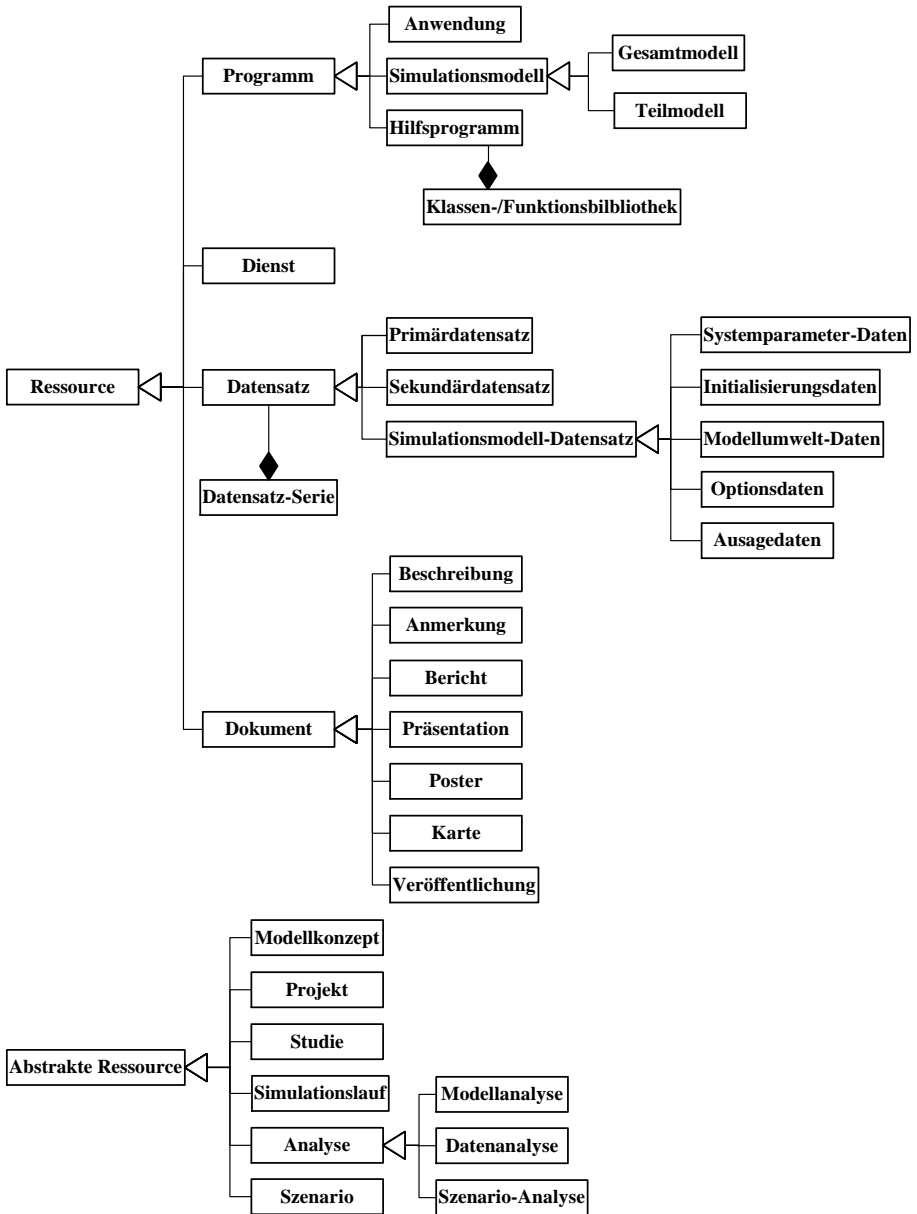 Anwendung
Gesamtmodell
Programm
Simulationsmodell
Teilmodell
Hilfsprogramm
Klassen-/Funktionsbilbliothek
Dienst
Primärdatensatz
Systemparameter-Daten
Ressource
Datensatz
Sekundärdatensatz
Initialisierungsdaten
Simulationsmodell-Datensatz
Modellumwelt-Daten
Datensatz-Serie
Optionsdaten
Ausagedaten
Beschreibung
Anmerkung
Bericht
Dokument
Präsentation
Poster
Karte
Veröffentlichung
Modellkonzept
Projekt
Studie
Abstrakte Ressource
Simulationslauf
Modellanalyse
Analyse
Datenanalyse
Szenario
Szenario-Analyse